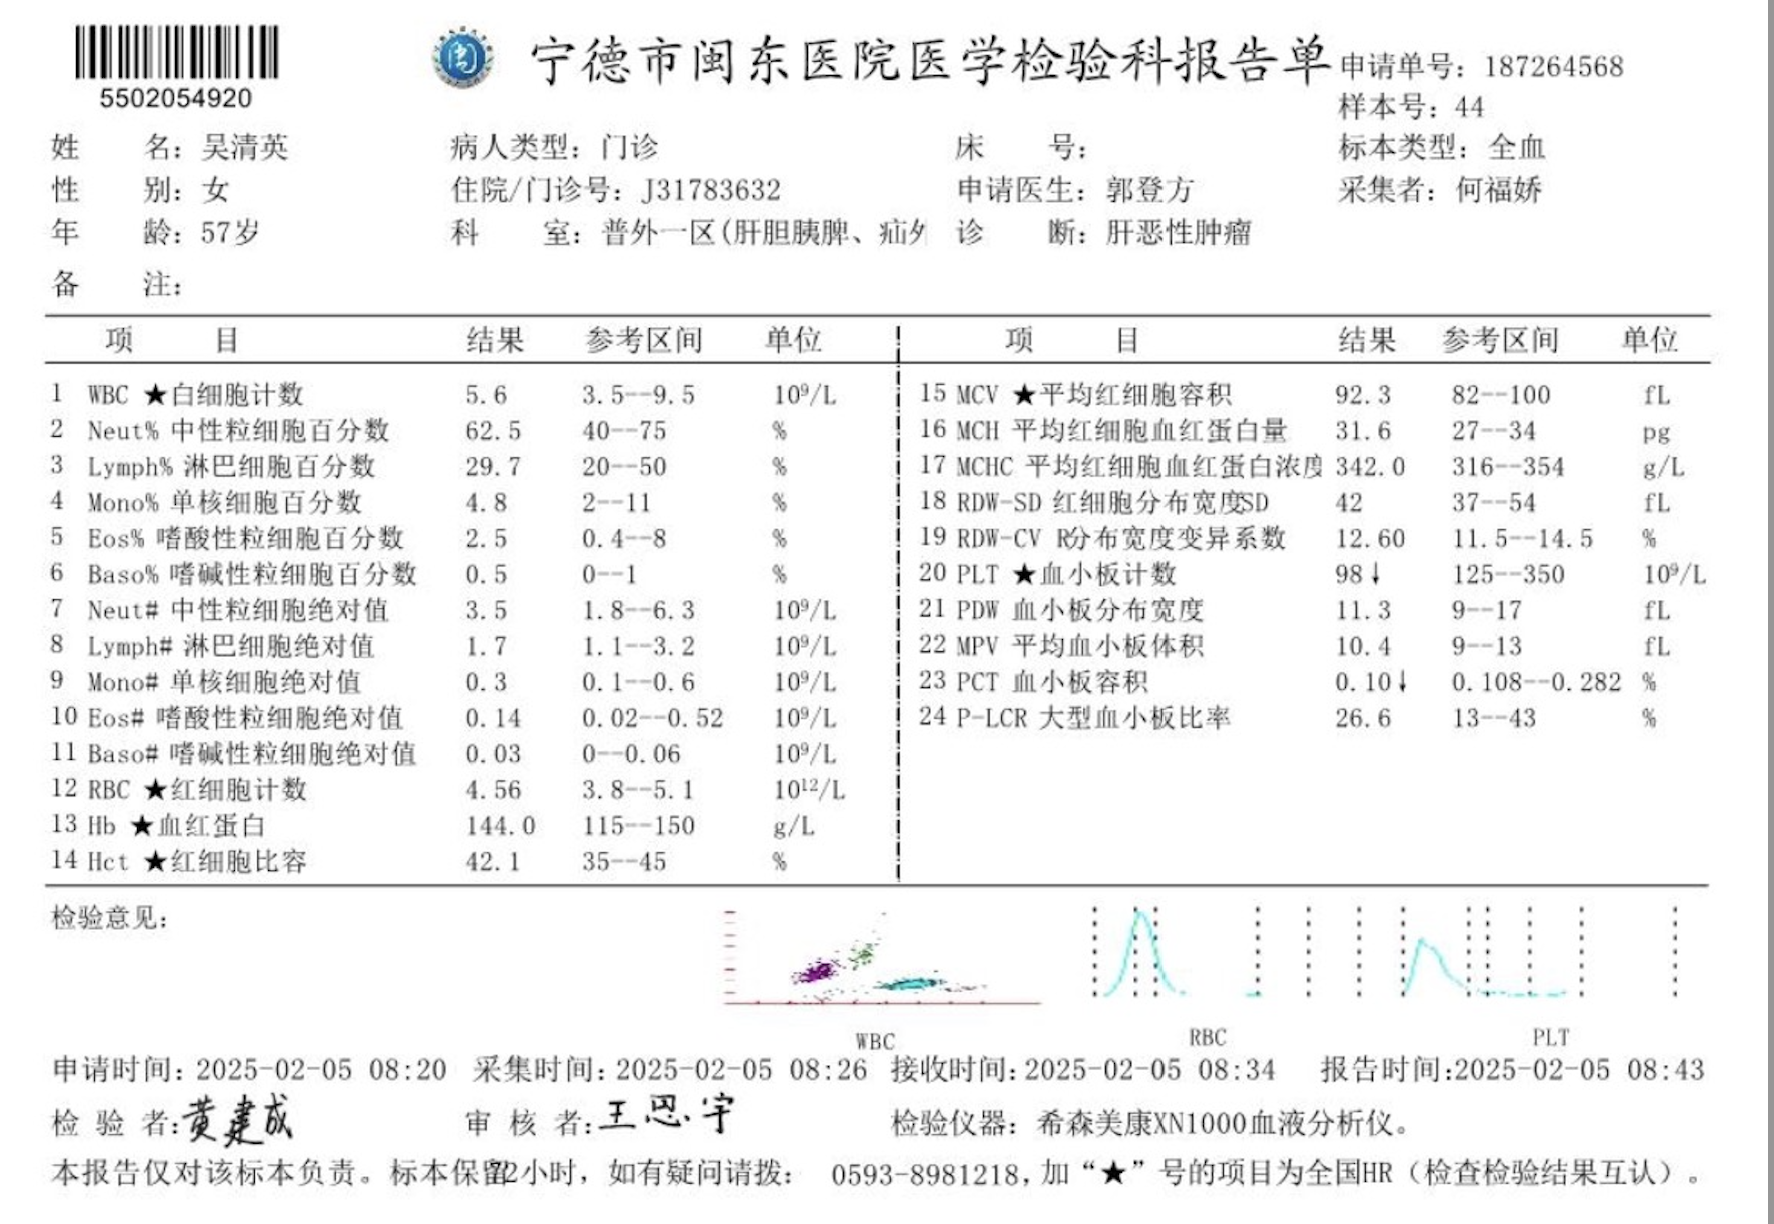 宁德市闽东医院医学检验科报告单
申请单号：187264568
5502054920
样本号：44
姓 名：吴清英 病人类型：门诊 床 号： 标本类型：全血
性 别：女 住院/门诊号：J31783632 申请医生：郭登方 采集者：何福娇
年 龄：57岁 科 室：普外一区(肝胆胰脾、疝外 诊 断：肝恶性肿瘤
备 注：
项 目 结果 参考区间 单位 项 目 结果 参考区间 单位
1 WBC ★白细胞计数 5.6 3.5--9.5 10⁹/L 15 MCV ★平均红细胞容积 92.3 82--100 fL
2 Neut% 中性粒细胞百分数 62.5 40--75 % 16 MCH 平均红细胞血红蛋白量 31.6 27--34 pg
3 Lymph% 淋巴细胞百分数 29.7 20--50 % 17 MCHC 平均红细胞血红蛋白浓度 342.0 316--354 g/L
4 Mono% 单核细胞百分数 4.8 2--11 % 18 RDW-SD 红细胞分布宽度SD 42 37--54 fL
5 Eos% 嗜酸性粒细胞百分数 2.5 0.4--8 % 19 RDW-CV R分布宽度变异系数 12.60 11.5--14.5 %
6 Baso% 嗜碱性粒细胞百分数 0.5 0--1 % 20 PLT ★血小板计数 98↓ 125--350 10⁹/L
7 Neut# 中性粒细胞绝对值 3.5 1.8--6.3 10⁹/L 21 PDW 血小板分布宽度 11.3 9--17 fL
8 Lymph# 淋巴细胞绝对值 1.7 1.1--3.2 10⁹/L 22 MPV 平均血小板体积 10.4 9--13 fL
9 Mono# 单核细胞绝对值 0.3 0.1--0.6 10⁹/L 23 PCT 血小板容积 0.10↓ 0.108--0.282 %
10 Eos# 嗜酸性粒细胞绝对值 0.14 0.02--0.52 10⁹/L 24 P-LCR 大型血小板比率 26.6 13--43 %
11 Baso# 嗜碱性粒细胞绝对值 0.03 0--0.06 10⁹/L
12 RBC ★红细胞计数 4.56 3.8--5.1 10¹²/L
13 Hb ★血红蛋白 144.0 115--150 g/L
14 Hct ★红细胞比容 42.1 35--45 %
检验意见：
WBC RBC PLT
申请时间：2025-02-05 08:20 采集时间：2025-02-05 08:26 接收时间：2025-02-05 08:34 报告时间：2025-02-05 08:43
检 验 者：黄建成 审 核 者：王恩宇 检验仪器：希森美康XN1000血液分析仪。
本报告仅对该标本负责。标本保留72小时，如有疑问请拨： 0593-8981218，加“★”号的项目为全国HR（检查检验结果互认）。